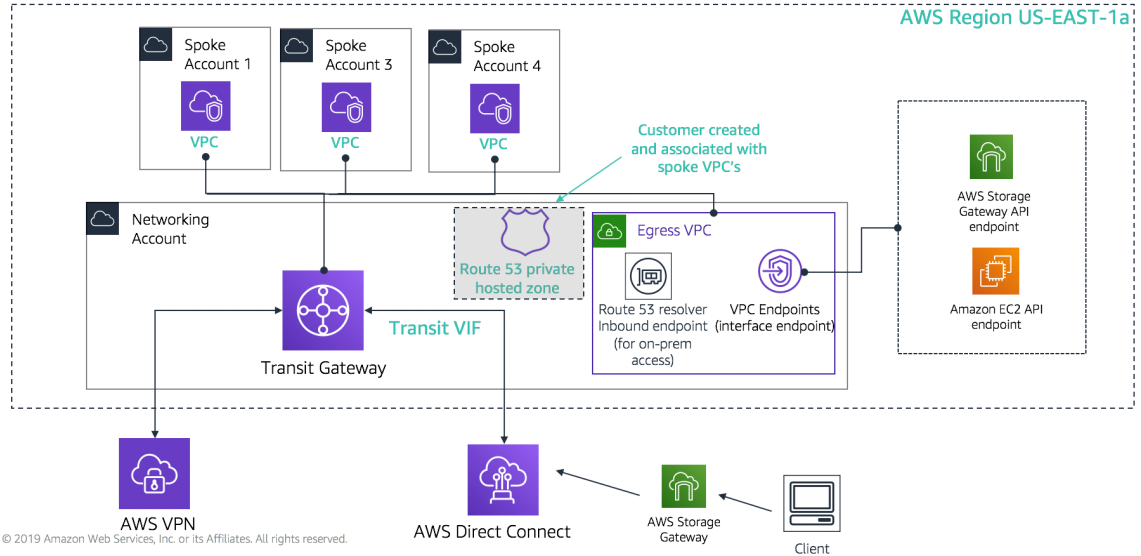 AWS Region US-EAST-1a
Spoke
Account 1
VPC
Spoke
Account 3
VPC
Spoke
Account 4
VPC
Customer created
and associated with
spoke VPC's
AWS Storage
Gateway API
endpoint
Amazon EC2 API
endpoint
Networking
Account
Route 53 private
hosted zone
Egress VPC
Route 53 resolver
Inbound endpoint
(for on-prem
access)
VPC Endpoints
(interface endpoint)
Transit VIF
Transit Gateway
AWS VPN
AWS Direct Connect
AWS Storage
Gateway
Client
© 2019 Amazon Web Services, Inc. or its Affiliates. All rights reserved.